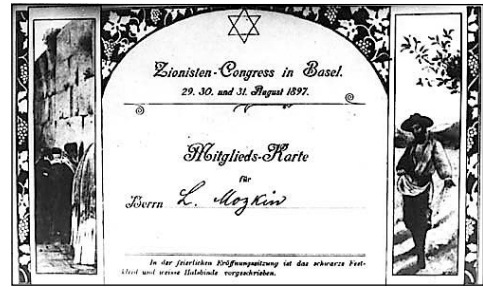 Zionisten-Congress in Basel.
29. 30. und 31. August 1897.
Mitglieds-Karte
für
Herrn L. Mozkin
In der feierlichen Eröffnungssitzung ist das schwarze Fest-
kleid und weisse Halsbinde vorgeschrieben.